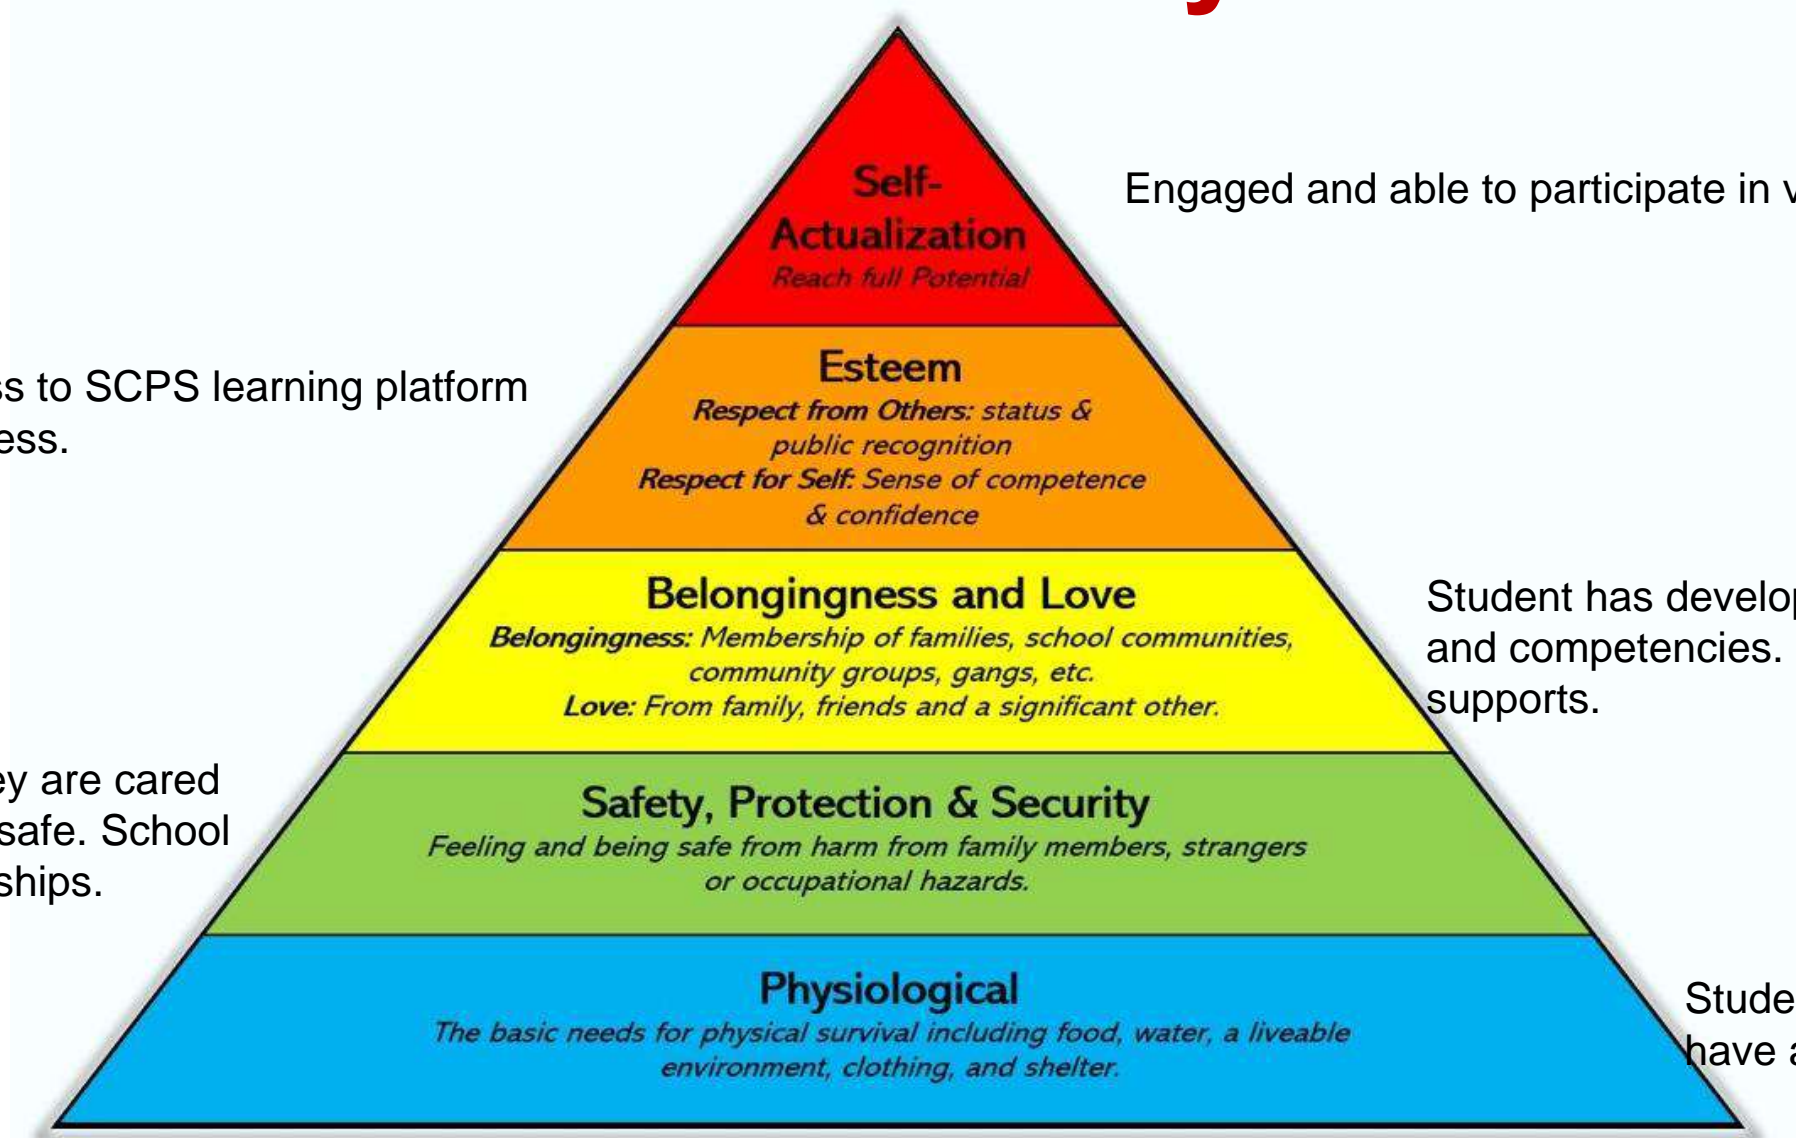 Self-
Actualization
Reach full Potential
Engaged and able to participate in
Esteem
Respect from Others: status &
public recognition
Respect for Self: Sense of competence
& confidence
to SCPS learning platform
Belongingness and Love
Belongingness: Membership of families, school communities,
community groups, gangs, etc.
Love: From family, friends and a significant other.
Student has
and competencies.
supports.
Safety, Protection & Security
Feeling and being safe from harm from family members, strangers
or occupational hazards.
are cared
safe. School
Physiological
The basic needs for physical survival including food, water, a liveable
environment, clothing, and shelter.
have